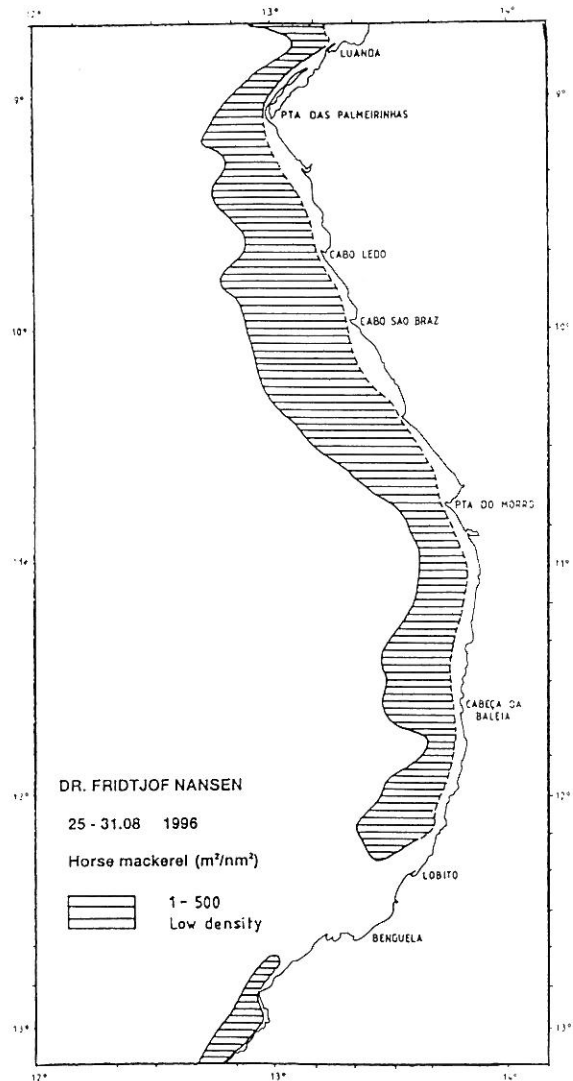 12° 13° 14°
LUANDA
9° 9°
PTA DAS PALMEIRINHAS
CABO LEDO
CABO SAO BRAZ
10° 10°
PTA DO MORRO
11° 11°
CABEÇA DA
BALEIA
DR. FRIDTJOF NANSEN
12° 12°
25 - 31.08 1996
Horse mackerel (m²/nm²)
LOBITO
1 - 500
Low density
BENGUELA
13° 13°
12° 13° 14°